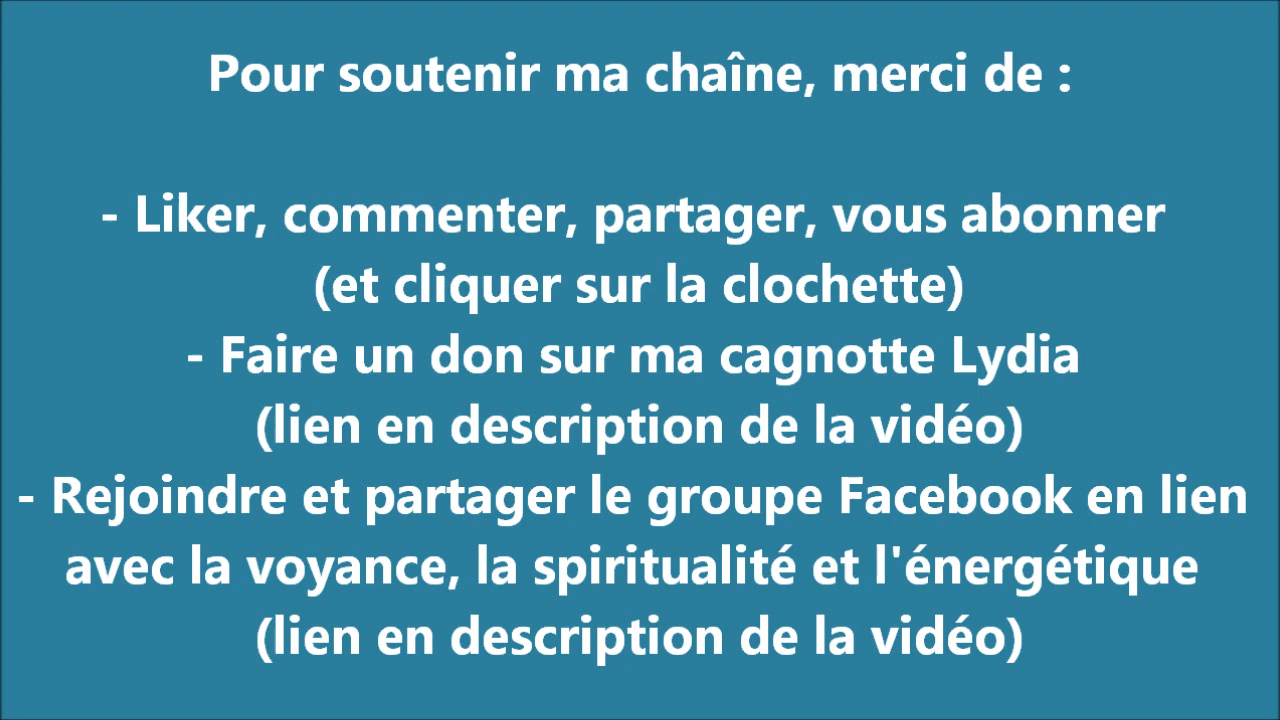 Pour soutenir ma chaîne, merci de :
- Liker, commenter, partager, vous abonner
(et cliquer sur la clochette)
- Faire un don sur ma cagnotte Lydia
(lien en description de la vidéo)
- Rejoindre et partager le groupe Facebook en lien
avec la voyance, la spiritualité et l'énergétique
(lien en description de la vidéo)